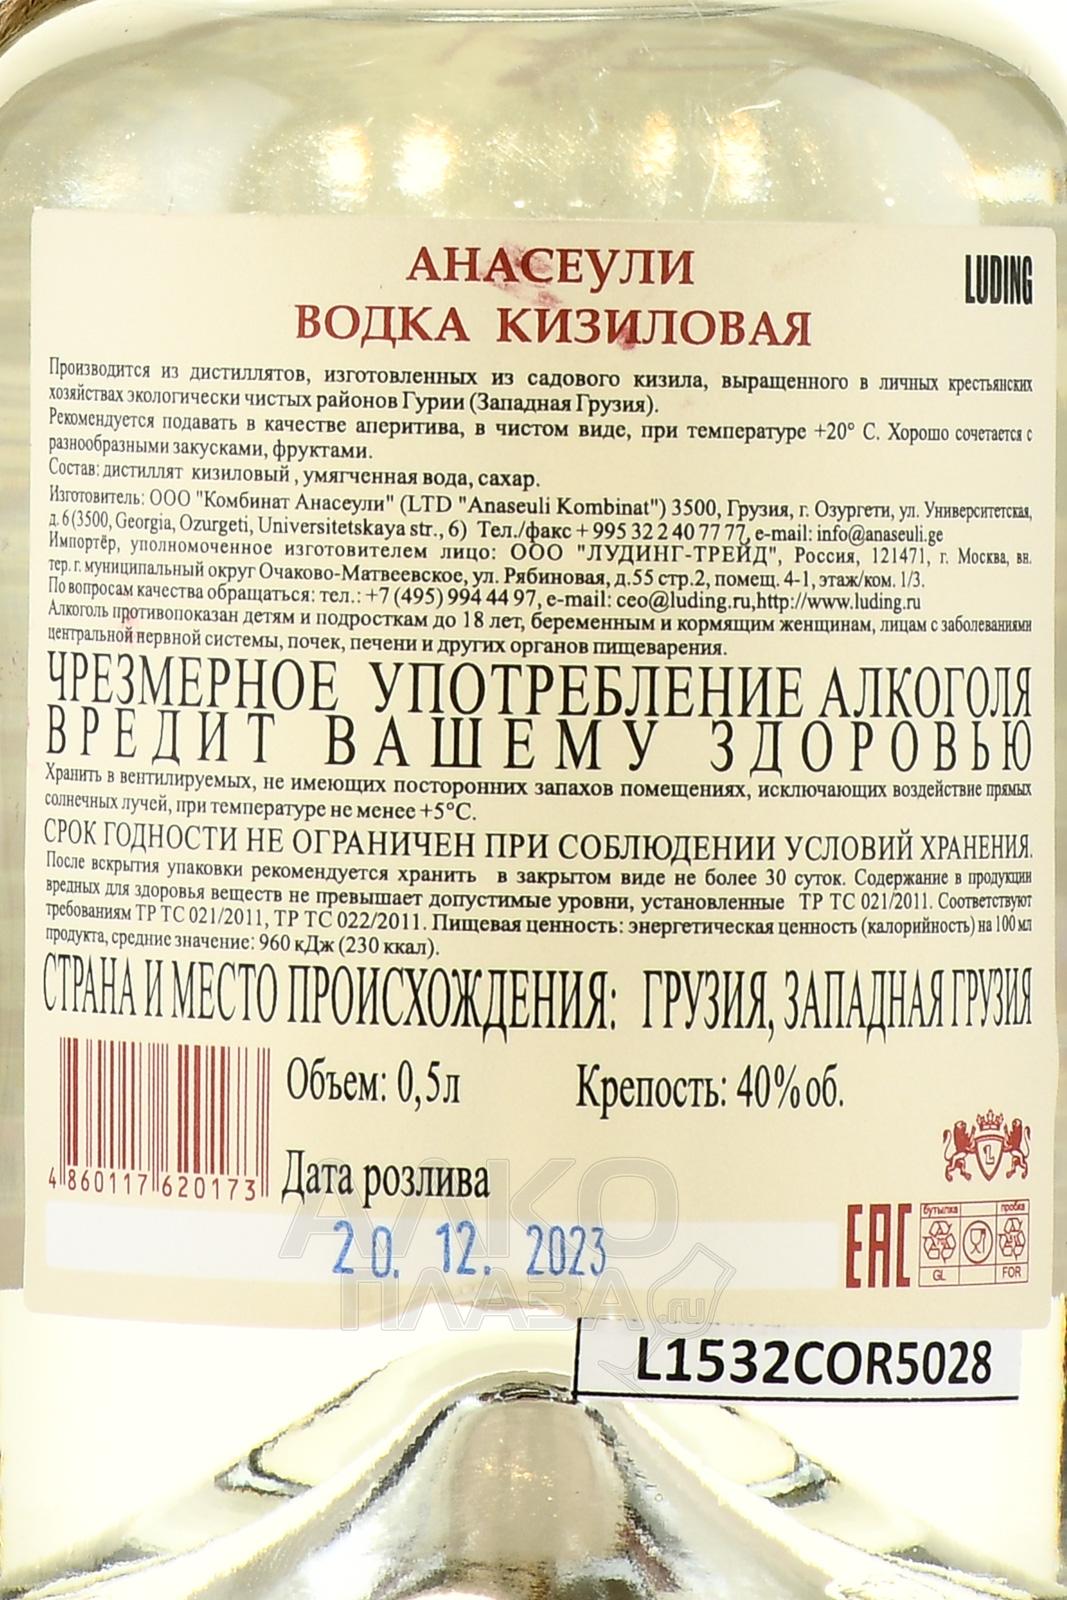 АНАСЕУЛИ
LUDING
ВОДКА КИЗИЛОВАЯ
Производится из дистиллятов, изготовленных из садового кизила, выращенного в личных крестьянских
хозяйствах экологически чистых районов Гурии (Западная Грузия).
Рекомендуется подавать в качестве аперитива, в чистом виде, при температуре +20° С. Хорошо сочетается с
разнообразными закусками, фруктами.
Состав: дистиллят кизиловый , умягченная вода, сахар.
Изготовитель: ООО "Комбинат Анасеули" (LTD "Anaseuli Kombinat") 3500, Грузия, г. Озургети, ул. Университетская,
д. 6 (3500, Georgia, Ozurgeti, Universitetskaya str., 6) Тел./факс + 995 32 2 40 77 77, e-mail: info@anaseuli.ge
Импортёр, уполномоченное изготовителем лицо: ООО "ЛУДИНГ-ТРЕЙД", Россия, 121471, г. Москва, вн.
тер. г. муниципальный округ Очаково-Матвеевское, ул. Рябиновая, д.55 стр.2, помещ. 4-1, этаж/ком. 1/3.
По вопросам качества обращаться: тел.: +7 (495) 994 44 97, e-mail: ceo@luding.ru,http://www.luding.ru
Алкоголь противопоказан детям и подросткам до 18 лет, беременным и кормящим женщинам, лицам с заболеваниями
центральной нервной системы, почек, печени и других органов пищеварения.
ЧРЕЗМЕРНОЕ УПОТРЕБЛЕНИЕ АЛКОГОЛЯ
ВРЕДИТ ВАШЕМУ ЗДОРОВЬЮ
Хранить в вентилируемых, не имеющих посторонних запахов помещениях, исключающих воздействие прямых
солнечных лучей, при температуре не менее +5°С.
СРОК ГОДНОСТИ НЕ ОГРАНИЧЕН ПРИ СОБЛЮДЕНИИ УСЛОВИЙ ХРАНЕНИЯ.
После вскрытия упаковки рекомендуется хранить в закрытом виде не более 30 суток. Содержание в продукции
вредных для здоровья веществ не превышает допустимые уровни, установленные ТР ТС 021/2011. Соответствуют
требованиям ТР ТС 021/2011, ТР ТС 022/2011. Пищевая ценность: энергетическая ценность (калорийность) на 100 мл
продукта, средние значение: 960 кДж (230 ккал).
СТРАНА И МЕСТО ПРОИСХОЖДЕНИЯ: ГРУЗИЯ, ЗАПАДНАЯ ГРУЗИЯ
Объем: 0,5л Крепость: 40%об.
4 860117 620173
Дата розлива
20. 12. 2023
L
EAC
бутылка пробка
GL FOR
АЛКО
ПЛАЗА.ru
L1532COR5028